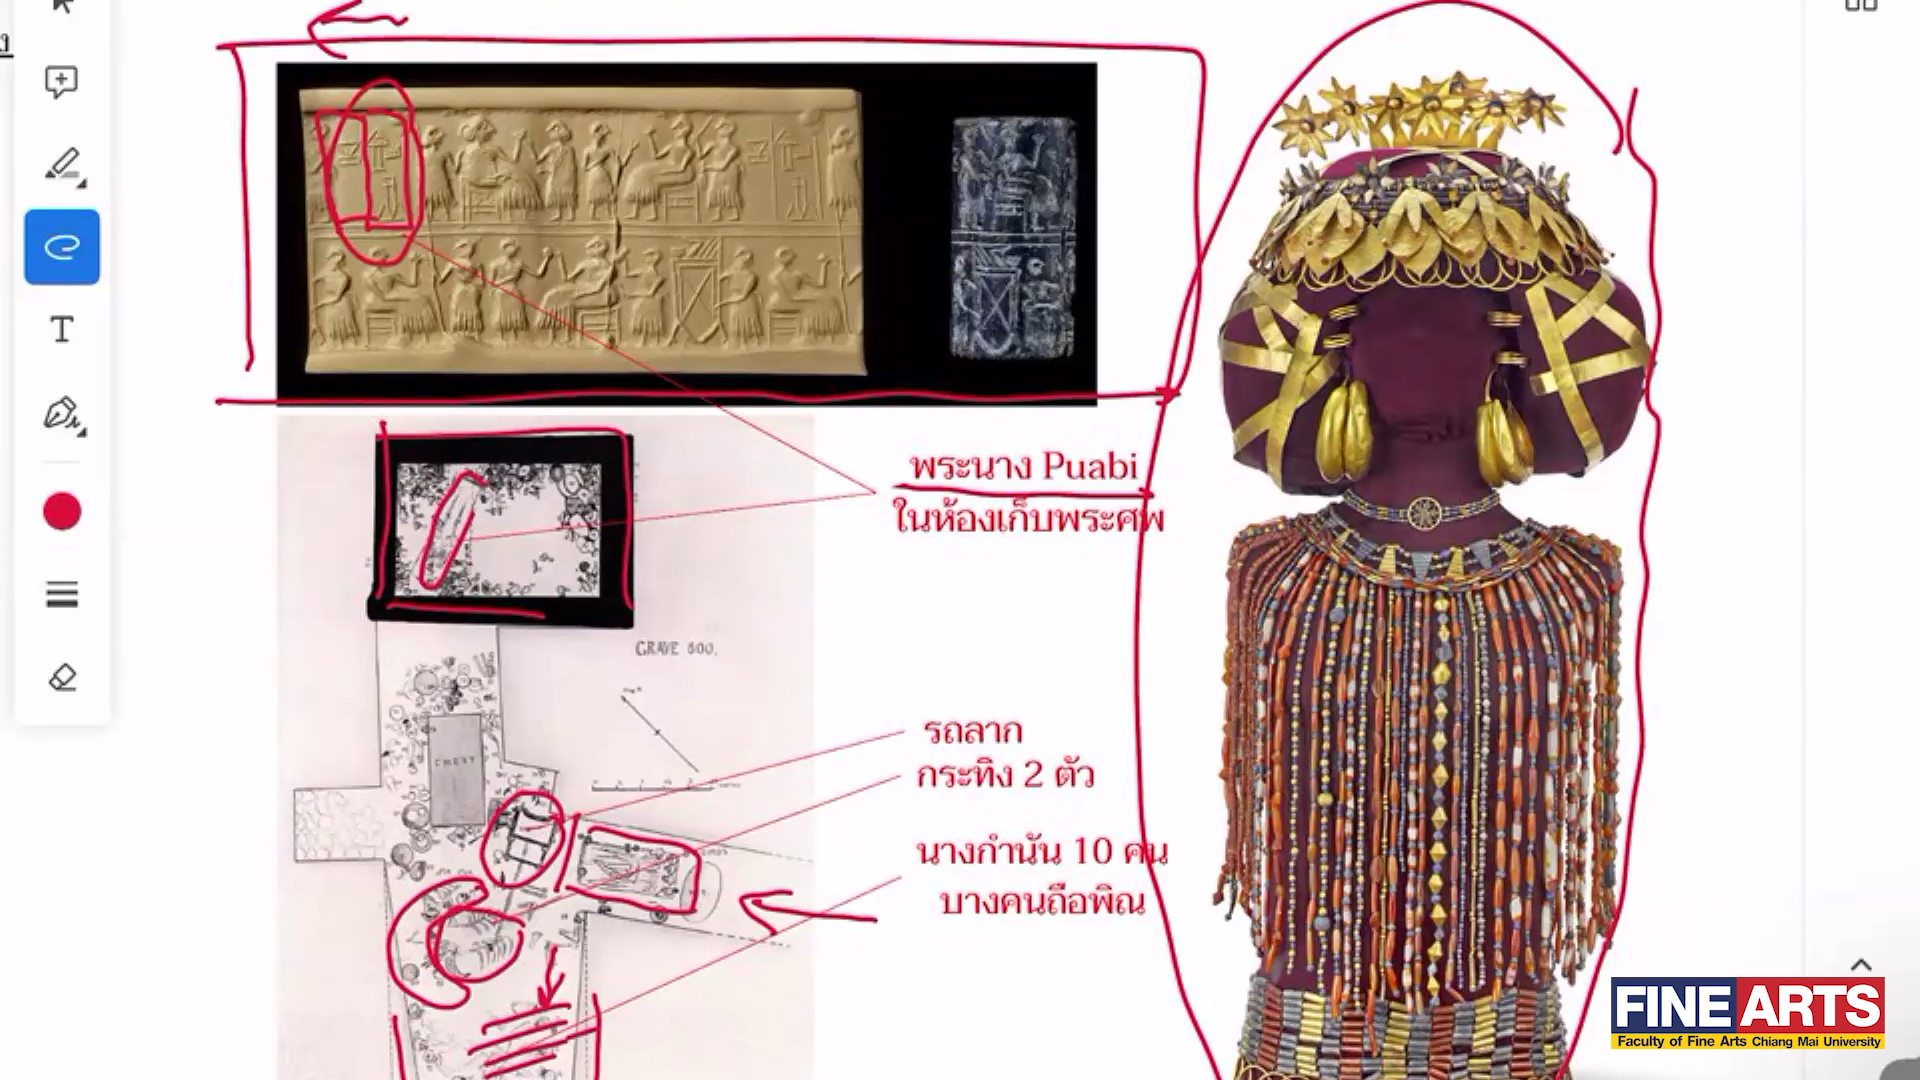 พระนาง Puabi
ในห้องเก็บพระศพ
GRAVE 800.
รถลาก
กระทิง 2 ตัว
CHEST
นางกำนัน 10 คน
บางคนถือพิณ
FINE ARTS
Faculty of Fine Arts Chiang Mai University